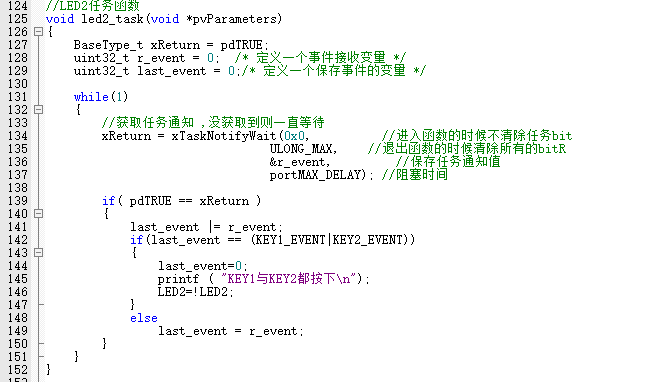 124 //LED2任务函数
125 void led2_task(void *pvParameters)
126 {
127 BaseType_t xReturn = pdTRUE;
128 uint32_t r_event = 0; /* 定义一个事件接收变量 */
129 uint32_t last_event = 0;/* 定义一个保存事件的变量 */
130
131 while(1)
132 {
133 //获取任务通知 ,没获取到则一直等待
134 xReturn = xTaskNotifyWait(0x0, //进入函数的时候不清除任务bit
135 ULONG_MAX, //退出函数的时候清除所有的bitR
136 &r_event, //保存任务通知值
137 portMAX_DELAY); //阻塞时间
138
139 if( pdTRUE == xReturn )
140 {
141 last_event |= r_event;
142 if(last_event == (KEY1_EVENT|KEY2_EVENT))
143 {
144 last_event=0;
145 printf ( "KEY1与KEY2都按下\n");
146 LED2=!LED2;
147 }
148 else
149 last_event = r_event;
150 }
151 }
152 }